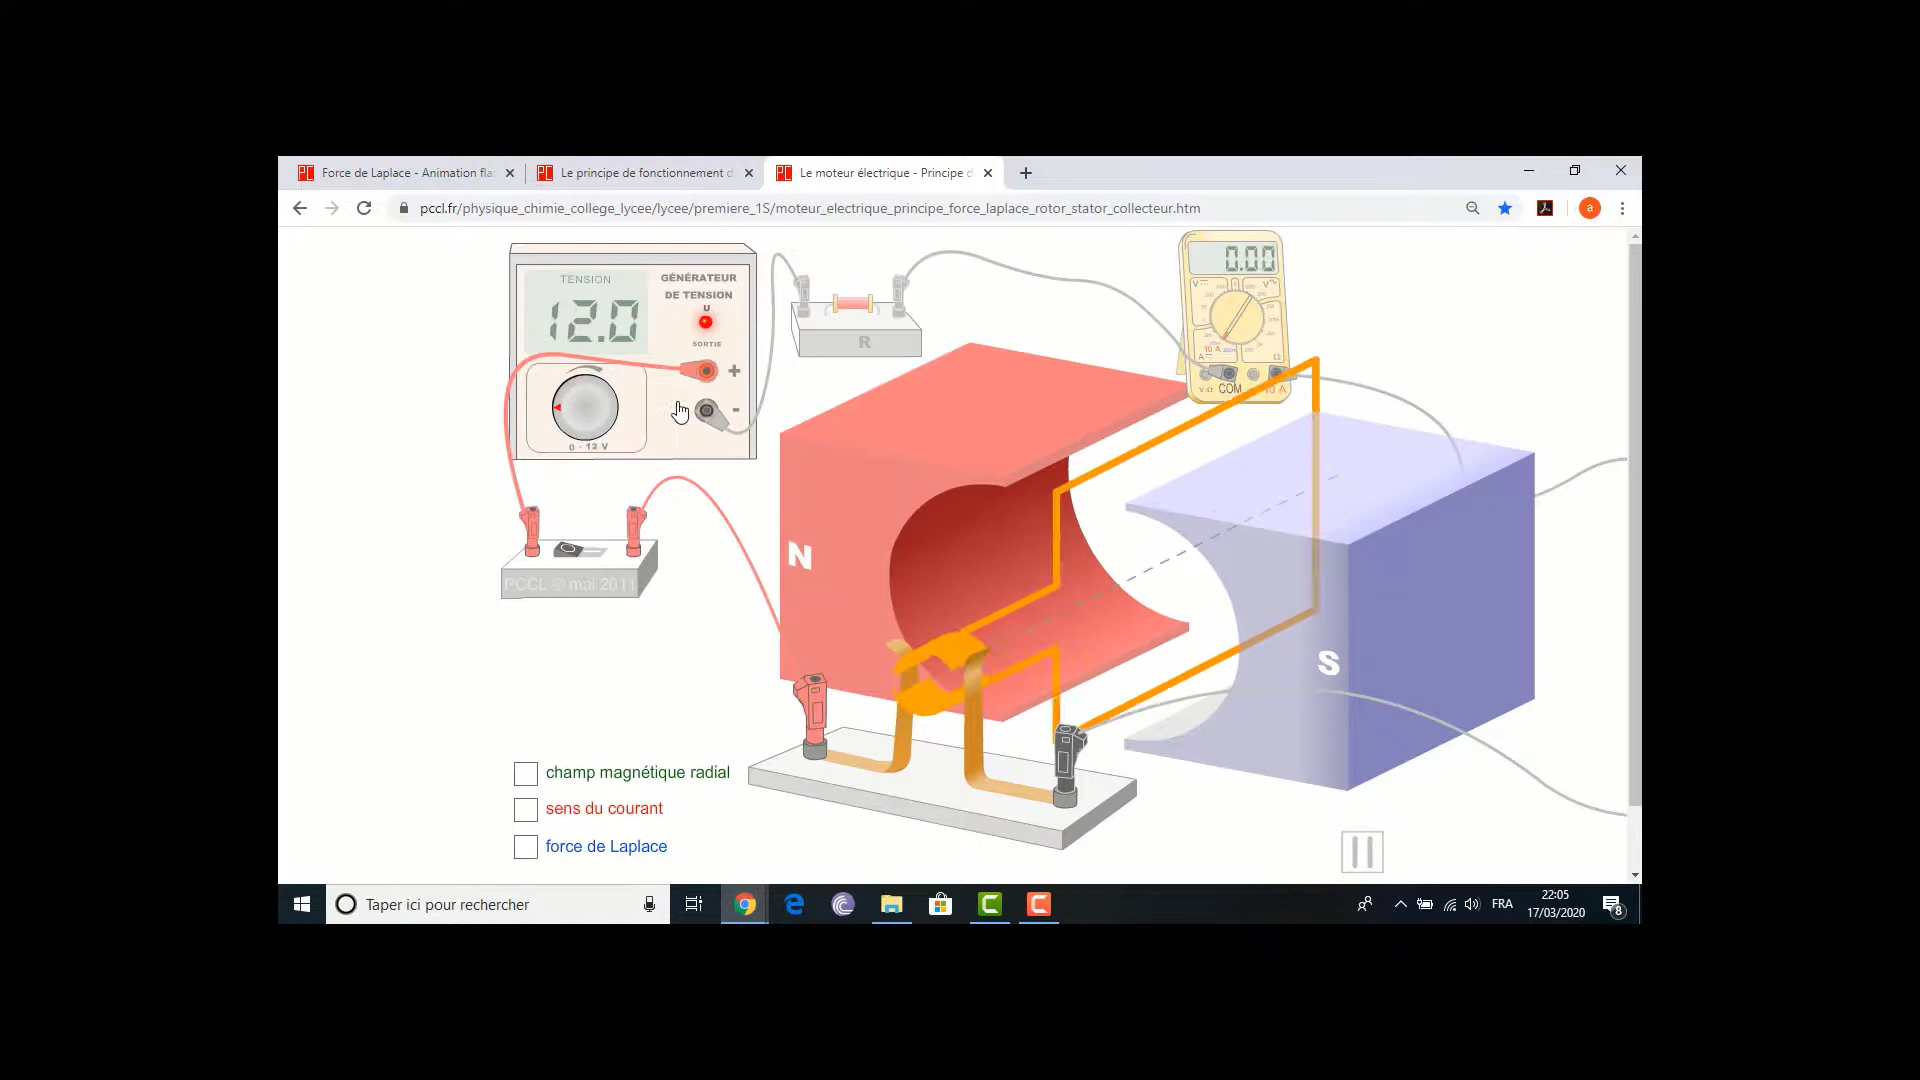 Force de Laplace - Animation fla
Le principe de fonctionnement d
Le moteur électrique - Principe d
pccl.fr/physique_chimie_college_lycee/lycee/premiere_1S/moteur_electrique_principe_force_laplace_rotor_stator_collecteur.htm
a
TENSION
GÉNÉRATEUR
DE TENSION
U
12.0
SORTIE
+
-
0 - 12 V
R
0.00
COM
10 A
PCCL © mai 2011
N
S
champ magnétique radial
sens du courant
force de Laplace
Taper ici pour rechercher
FRA
22:05
17/03/2020
8